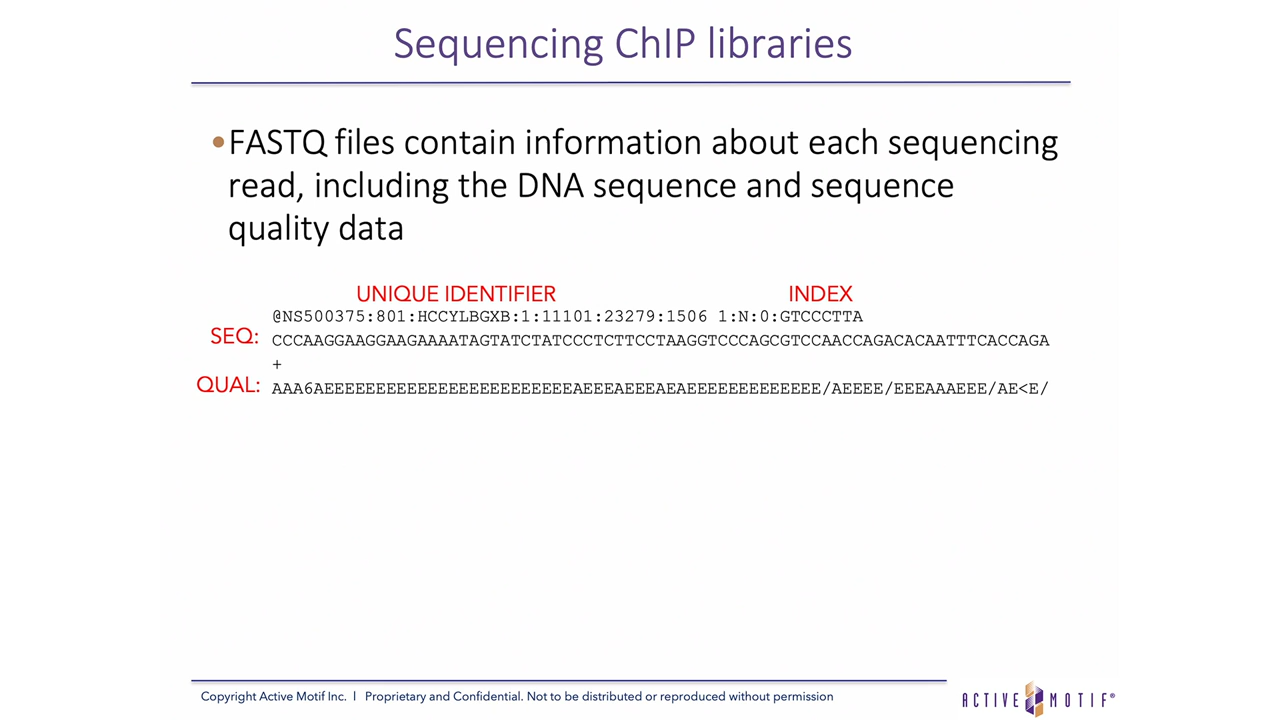 Sequencing ChIP libraries
•FASTQ files contain information about each sequencing
read, including the DNA sequence and sequence
quality data
UNIQUE IDENTIFIER INDEX
@NS500375:801:HCCYLBGXB:1:11101:23279:1506 1:N:0:GTCCCTTA
SEQ: CCCAAGGAAGGAAGAAAATAGTATCTATCCCTCTTCCTAAGGTCCCAGCGTCCAACCAGACACAATTTCACCAGA
+
QUAL: AAA6AEEEEEEEEEEEEEEEEEEEEEEEEAEEEAEEEAEAEEEEEEEEEEEEE/AEEEE/EEEAAAEEE/AE<E/
Copyright Active Motif Inc. | Proprietary and Confidential. Not to be distributed or reproduced without permission
ACTIVE MOTIF®